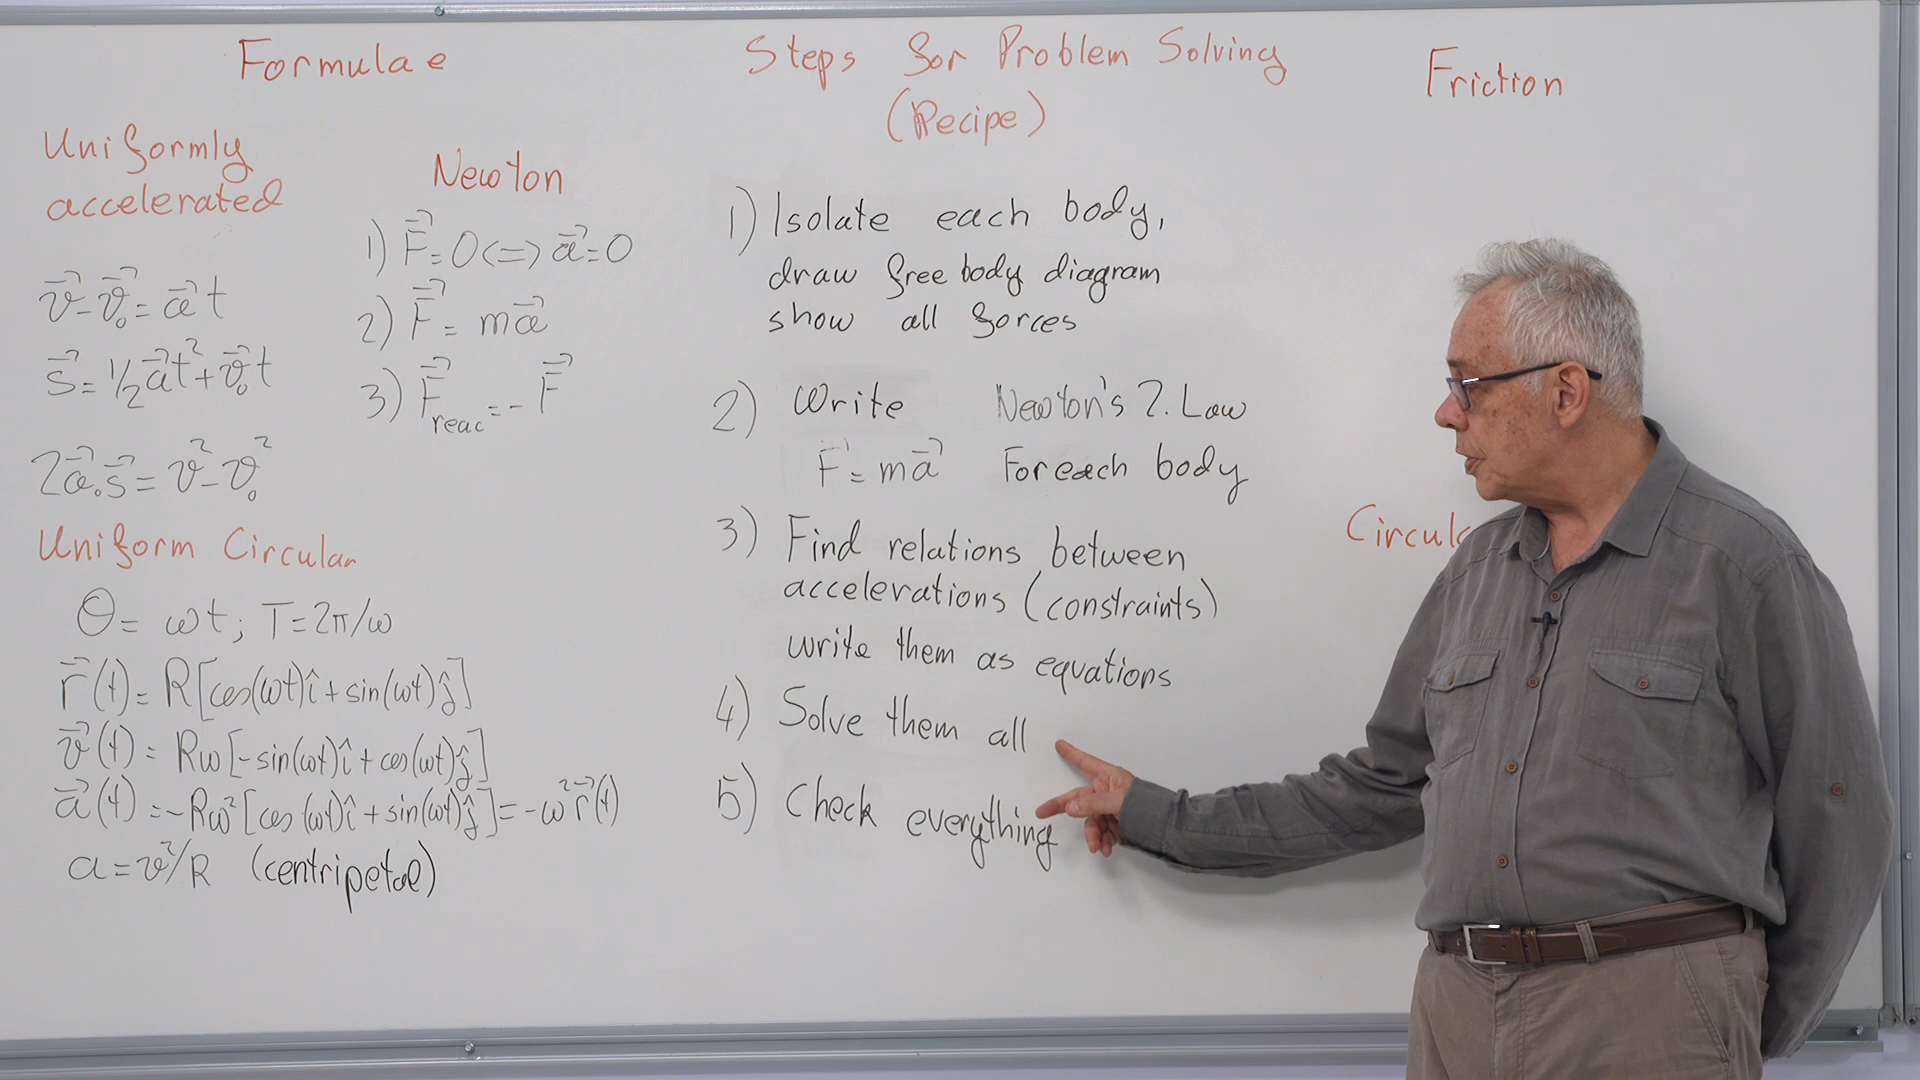 Formulae
Uniformly
accelerated
v⃗-v⃗₀=a⃗t
s⃗=1/2a⃗t²+v⃗₀t
2a⃗.s⃗=v²-v₀²
Newton
1) F⃗=0<=>a⃗=0
2) F⃗=ma⃗
3) F⃗reac=-F⃗
Uniform Circular
θ=ωt; T=2π/ω
r⃗(t)=R[cos(ωt)î+sin(ωt)ĵ]
v⃗(t)=Rω[-sin(ωt)î+cos(ωt)ĵ]
a⃗(t)=-Rω²[cos(ωt)î+sin(ωt)ĵ]=-ω²r⃗(t)
a=v²/R (centripetal)
Steps for Problem Solving
(Recipe)
1) Isolate each body,
draw free body diagram
show all forces
2) Write Newton's 2. Law
F⃗=ma⃗ For each body
3) Find relations between
accelerations (constraints)
write them as equations
4) Solve them all
5) Check everything
Friction
Circula